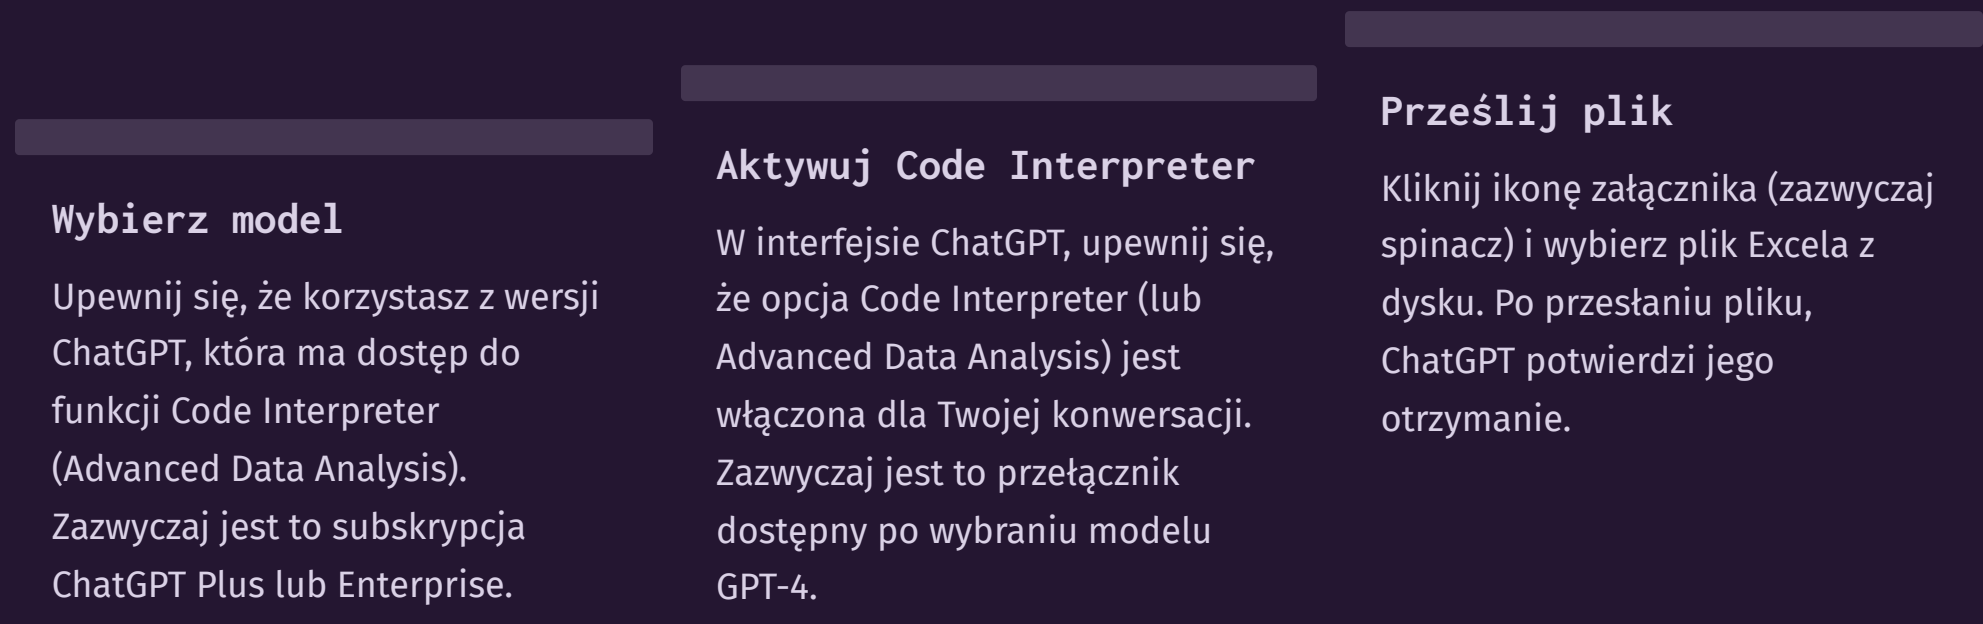 Wybierz model
Upewnij się, że korzystasz z wersji
ChatGPT, która ma dostęp do
funkcji Code Interpreter
(Advanced Data Analysis).
Zazwyczaj jest to subskrypcja
ChatGPT Plus lub Enterprise.
Aktywuj Code Interpreter
W interfejsie ChatGPT, upewnij się,
że opcja Code Interpreter (lub
Advanced Data Analysis) jest
włączona dla Twojej konwersacji.
Zazwyczaj jest to przełącznik
dostępny po wybraniu modelu
GPT-4.
Prześlij plik
Kliknij ikonę załącznika (zazwyczaj
spinacz) i wybierz plik Excela z
dysku. Po przesłaniu pliku,
ChatGPT potwierdzi jego
otrzymanie.